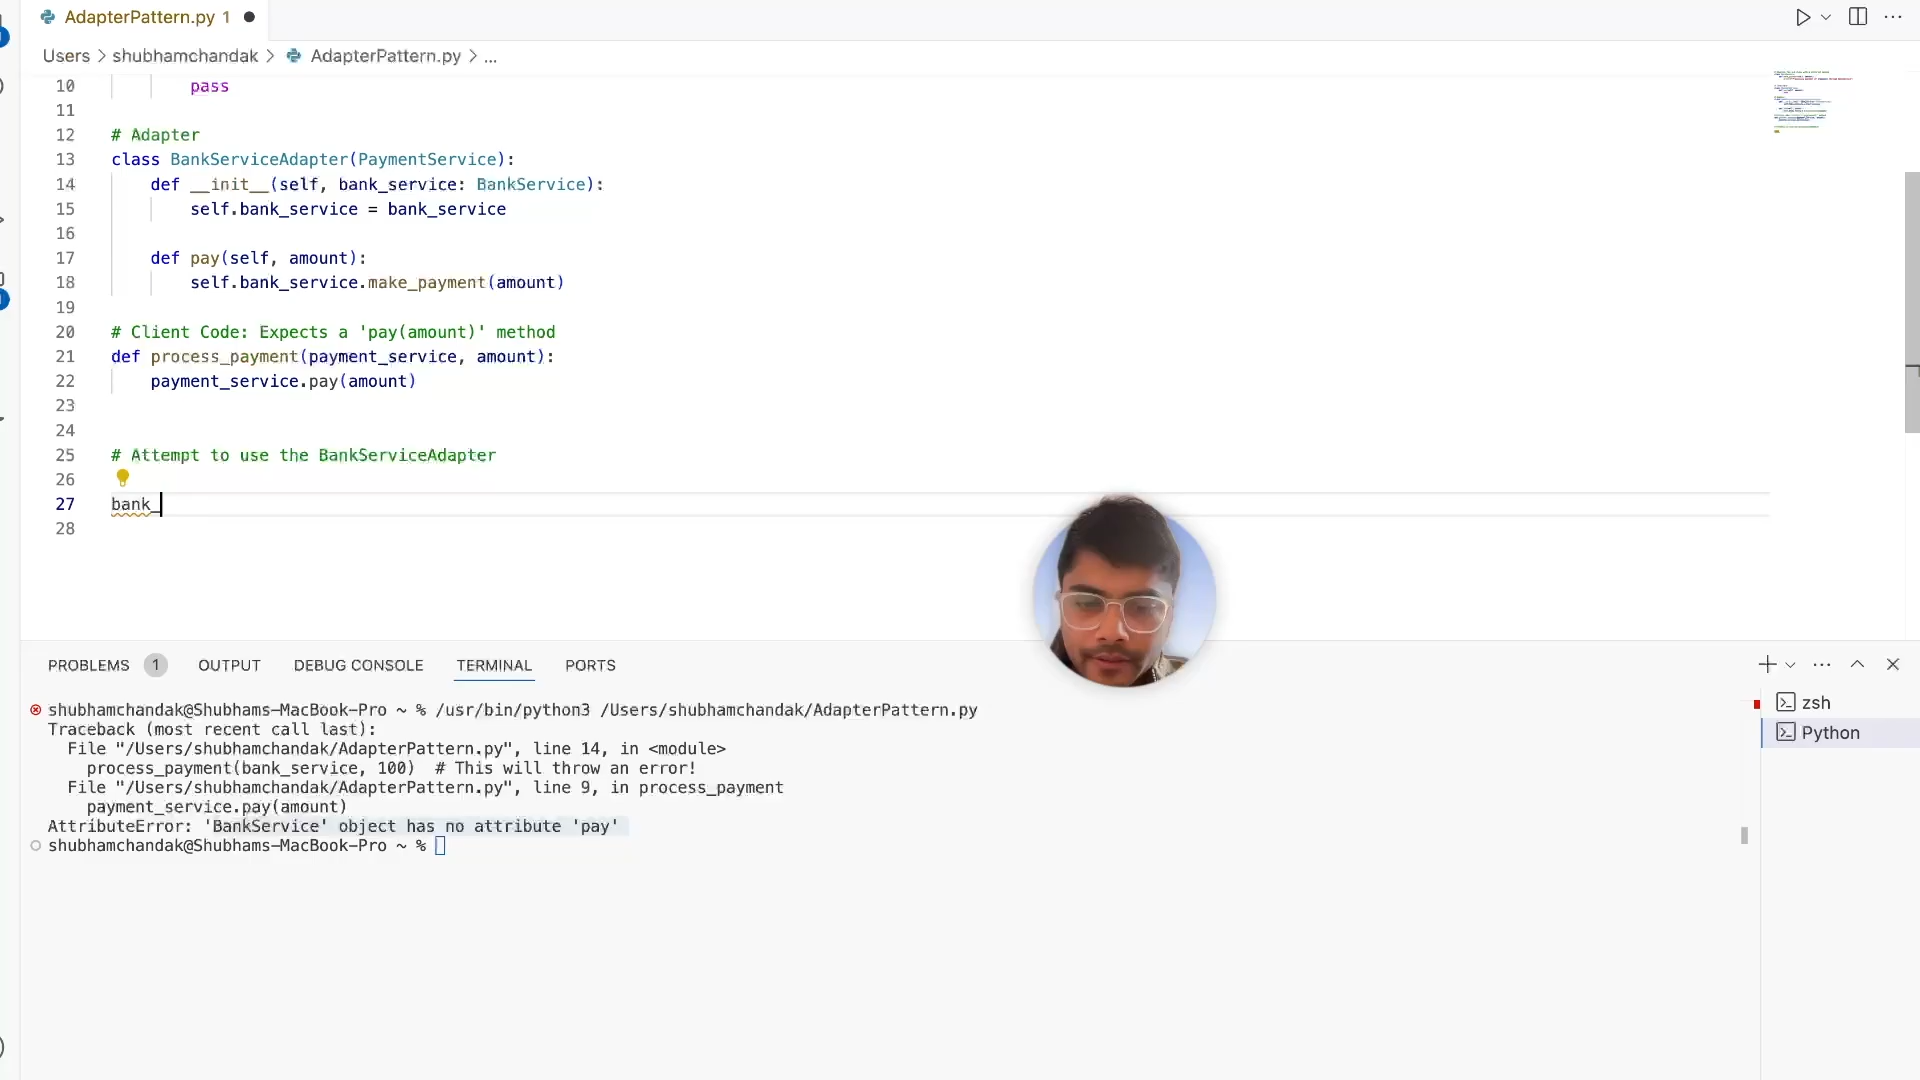 AdapterPattern.py 1
Users > shubhamchandak > AdapterPattern.py > ...
10 pass
11
12 # Adapter
13 class BankServiceAdapter(PaymentService):
14 def __init__(self, bank_service: BankService):
15 self.bank_service = bank_service
16
17 def pay(self, amount):
18 self.bank_service.make_payment(amount)
19
20 # Client Code: Expects a 'pay(amount)' method
21 def process_payment(payment_service, amount):
22 payment_service.pay(amount)
23
24
25 # Attempt to use the BankServiceAdapter
26
27 bank_
28
PROBLEMS 1 OUTPUT DEBUG CONSOLE TERMINAL PORTS
shubhamchandak@Shubhams-MacBook-Pro ~ % /usr/bin/python3 /Users/shubhamchandak/AdapterPattern.py
Traceback (most recent call last):
File "/Users/shubhamchandak/AdapterPattern.py", line 14, in <module>
process_payment(bank_service, 100) # This will throw an error!
File "/Users/shubhamchandak/AdapterPattern.py", line 9, in process_payment
payment_service.pay(amount)
AttributeError: 'BankService' object has no attribute 'pay'
shubhamchandak@Shubhams-MacBook-Pro ~ %
zsh
Python